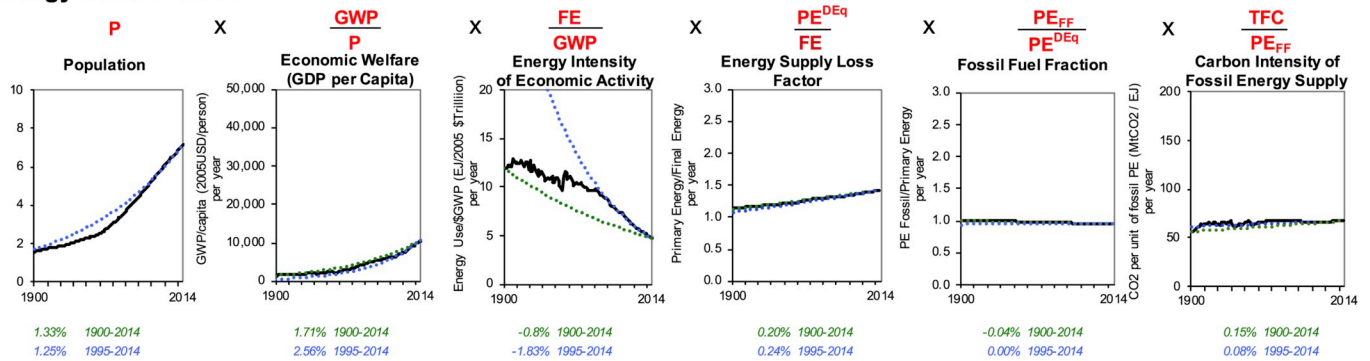 P X GWP X FE X PE^DEq X PE_FF X TFC
P GWP FE PE^DEq PE_FF
Population
Economic Welfare
(GDP per Capita)
Energy Intensity
of Economic Activity
Energy Supply Loss
Factor
Fossil Fuel Fraction
Carbon Intensity of
Fossil Energy Supply
10
8
6
4
2
0
1900 2014
GWP/capita (2005USD/person)
per year
50,000
40,000
30,000
20,000
10,000
0
1900 2014
Energy Use/$GWP (EJ/2005 $Trilliion)
per year
20
15
10
5
0
1900 2014
Primary Energy/Final Energy
per year
3.0
2.5
2.0
1.5
1.0
0.5
0.0
1900 2014
PE Fossil/Primary Energy
per year
3.0
2.5
2.0
1.5
1.0
0.5
0.0
1900 2014
CO2 per unit of fossil PE (MtCO2 / EJ)
per year
200
150
100
50
0
1900 2014
1.33% 1900-2014
1.25% 1995-2014
1.71% 1900-2014
2.56% 1995-2014
-0.8% 1900-2014
-1.83% 1995-2014
0.20% 1900-2014
0.24% 1995-2014
-0.04% 1900-2014
0.00% 1995-2014
0.15% 1900-2014
0.08% 1995-2014